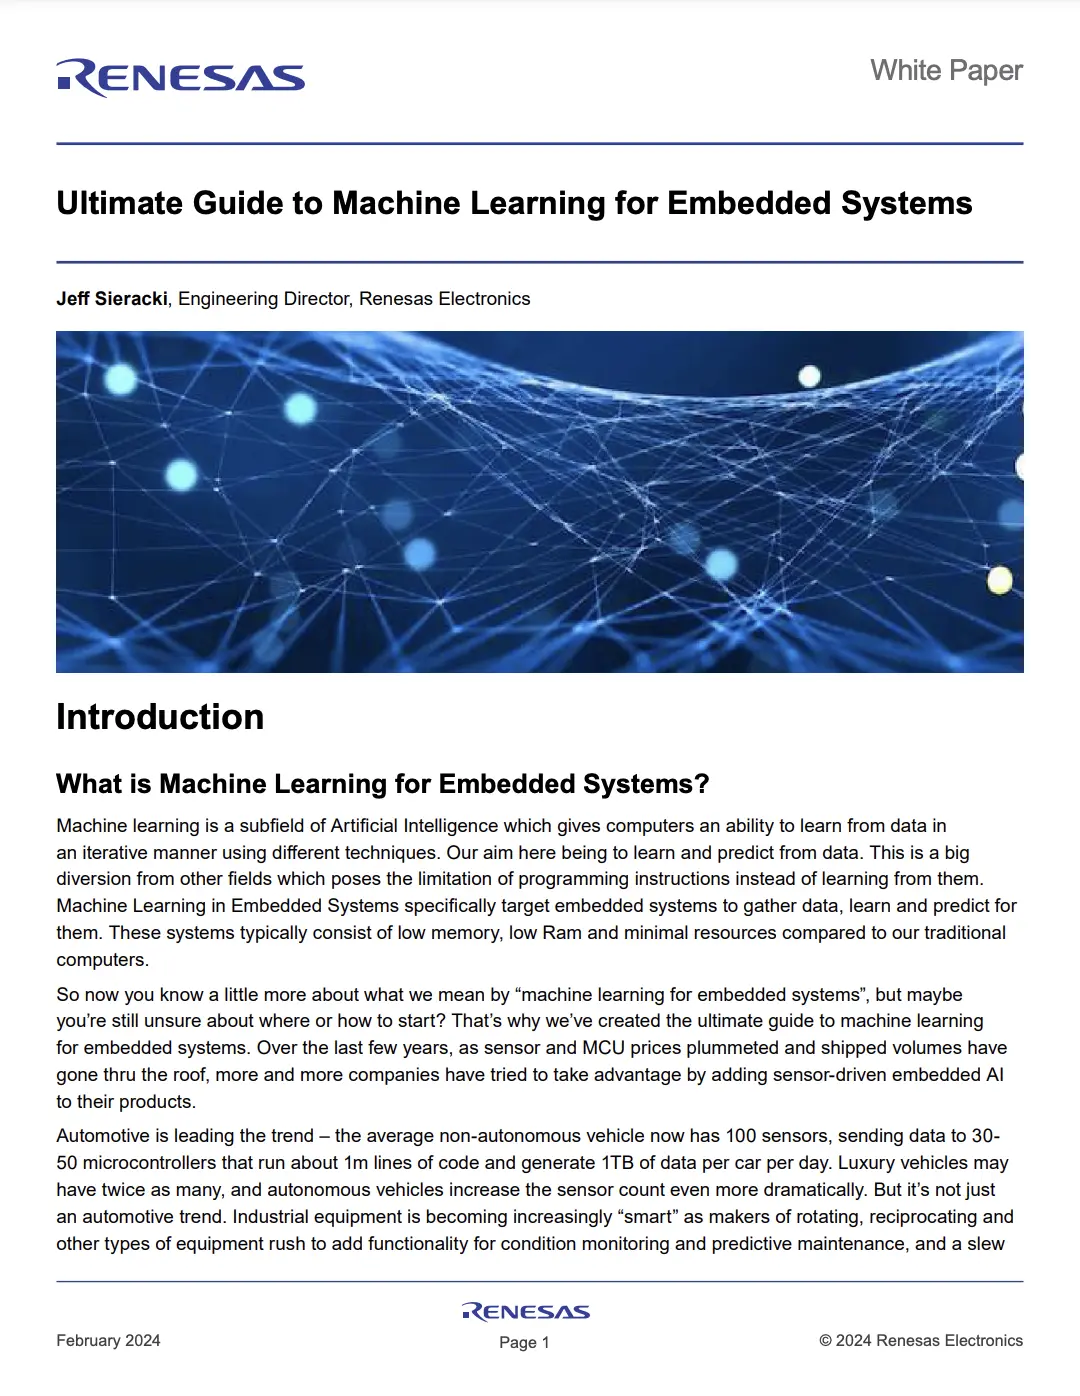 RENESAS
White Paper
Ultimate Guide to Machine Learning for Embedded Systems
Jeff Sieracki, Engineering Director, Renesas Electronics
Introduction
What is Machine Learning for Embedded Systems?
Machine learning is a subfield of Artificial Intelligence which gives computers an ability to learn from data in
an iterative manner using different techniques. Our aim here being to learn and predict from data. This is a big
diversion from other fields which poses the limitation of programming instructions instead of learning from them.
Machine Learning in Embedded Systems specifically target embedded systems to gather data, learn and predict for
them. These systems typically consist of low memory, low Ram and minimal resources compared to our traditional
computers.
So now you know a little more about what we mean by “machine learning for embedded systems”, but maybe
you’re still unsure about where or how to start? That’s why we’ve created the ultimate guide to machine learning
for embedded systems. Over the last few years, as sensor and MCU prices plummeted and shipped volumes have
gone thru the roof, more and more companies have tried to take advantage by adding sensor-driven embedded AI
to their products.
Automotive is leading the trend – the average non-autonomous vehicle now has 100 sensors, sending data to 30-
50 microcontrollers that run about 1m lines of code and generate 1TB of data per car per day. Luxury vehicles may
have twice as many, and autonomous vehicles increase the sensor count even more dramatically. But it’s not just
an automotive trend. Industrial equipment is becoming increasingly “smart” as makers of rotating, reciprocating and
other types of equipment rush to add functionality for condition monitoring and predictive maintenance, and a slew
RENESAS
February 2024
Page 1
© 2024 Renesas Electronics